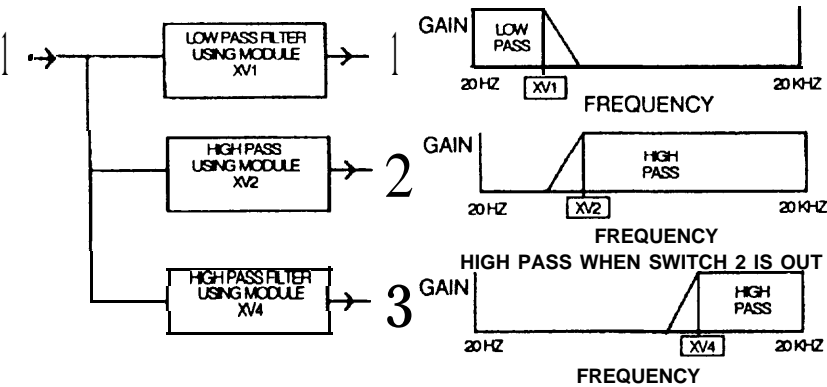 1
LOW PASS FILTER
USING MODULE
XV1
1
GAIN
LOW
PASS
20 HZ
XV1
20 KHZ
FREQUENCY
HIGH PASS
USING MODULE
XV2
2
GAIN
HIGH
PASS
20 HZ
XV2
20 KHZ
FREQUENCY
HIGH PASS WHEN SWITCH 2 IS OUT
HIGH PASS FILTER
USING MODULE
XV4
3
GAIN
HIGH
PASS
20 HZ
XV4
20 KHZ
FREQUENCY